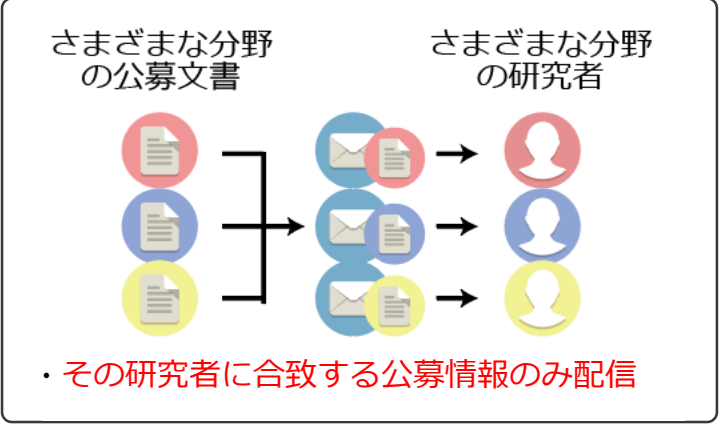 さまざまな分野
の公募文書
さまざまな分野
の研究者
・その研究者に合致する公募情報のみ配信